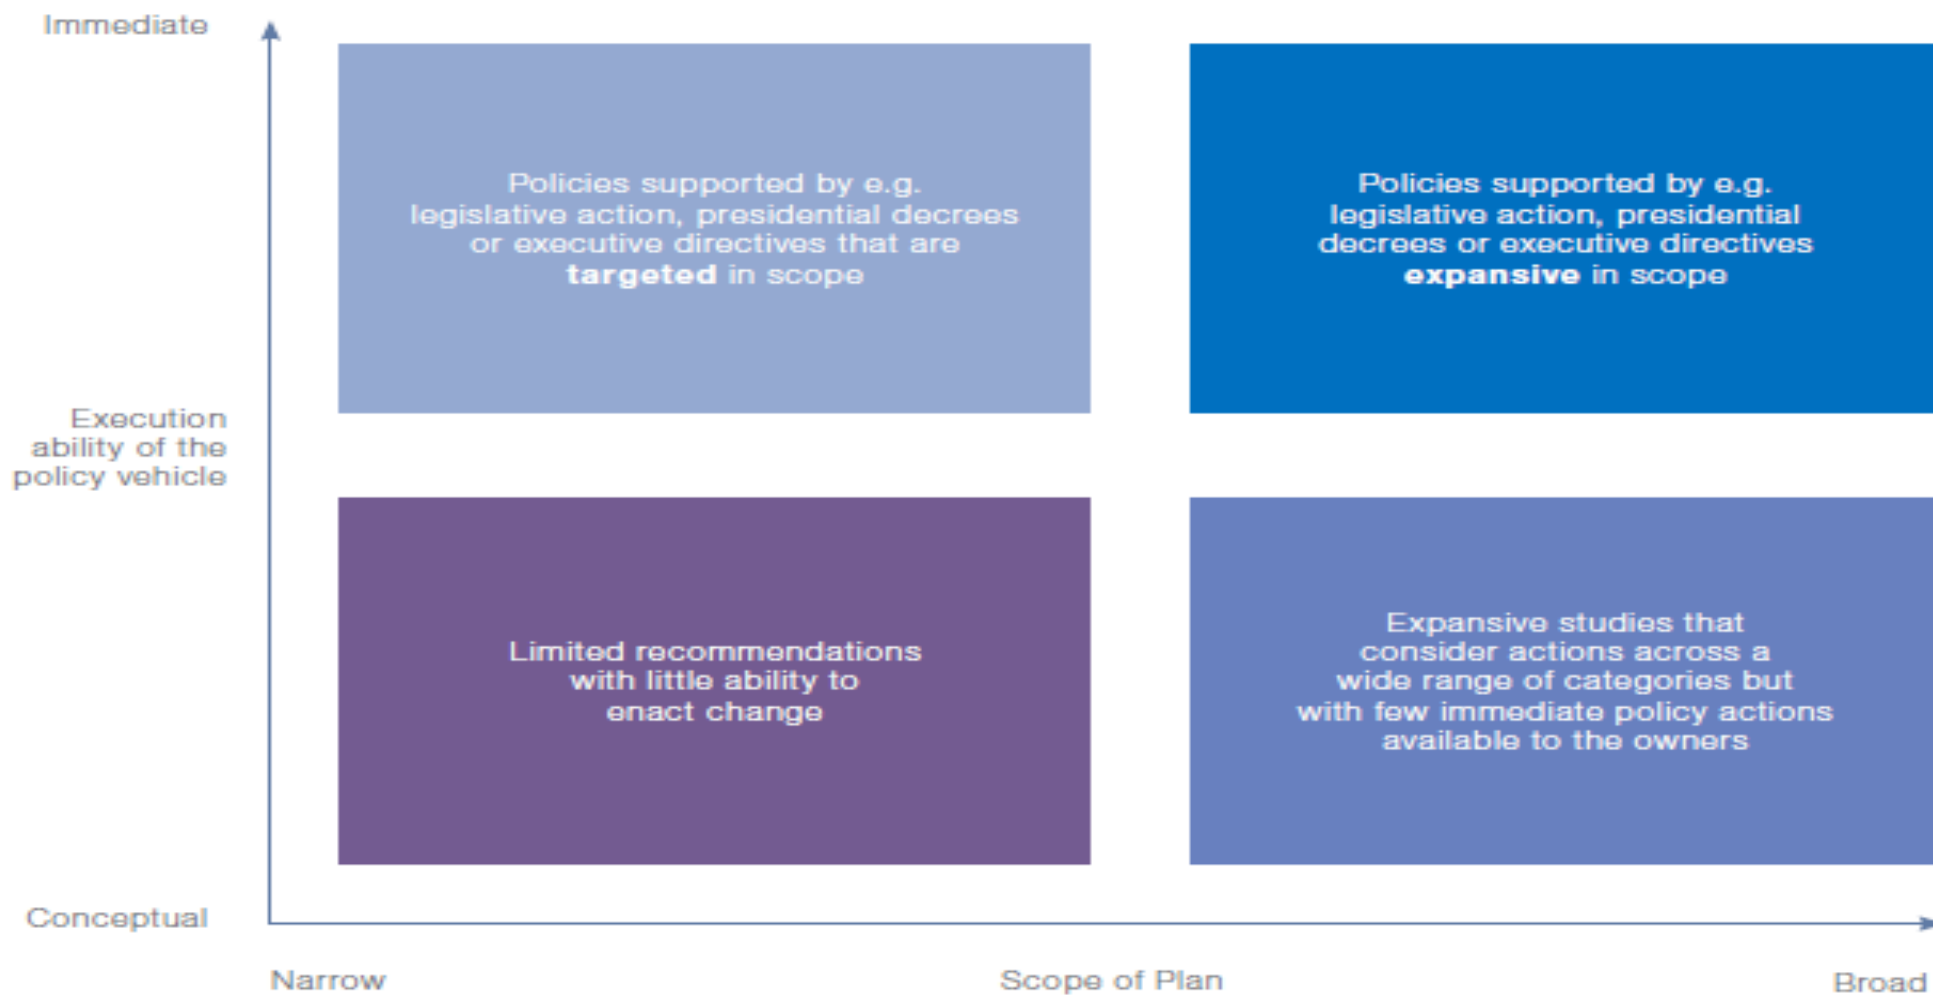 Immediate
Policies supported by e.g.
legislative action, presidential decrees
or executive directives that are
targeted in scope
Policies supported by e.g.
legislative action, presidential
decrees or executive directives
expansive in scope
Execution
ability of the
policy vehicle
Limited recommendations
with little ability to
enact change
Expansive studies that
consider actions across a
wide range of categories but
with few immediate policy actions
available to the owners
Conceptual
Narrow
Scope of Plan
Broad